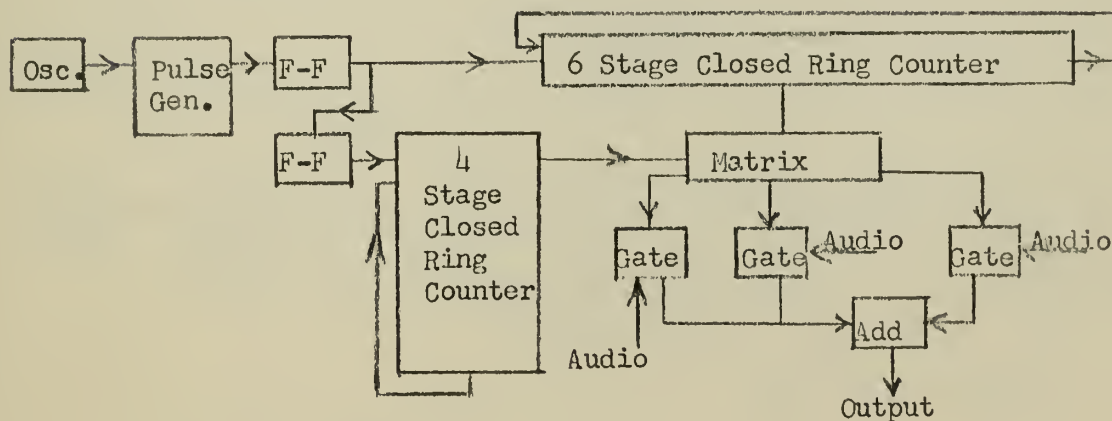 6 Stage Closed Ring Counter
Osc.
Pulse
Gen.
F-F
F-F
4
Stage
Closed
Ring
Counter
Matrix
Gate
Gate
Audio
Gate
Audio
Add
Audio
Output